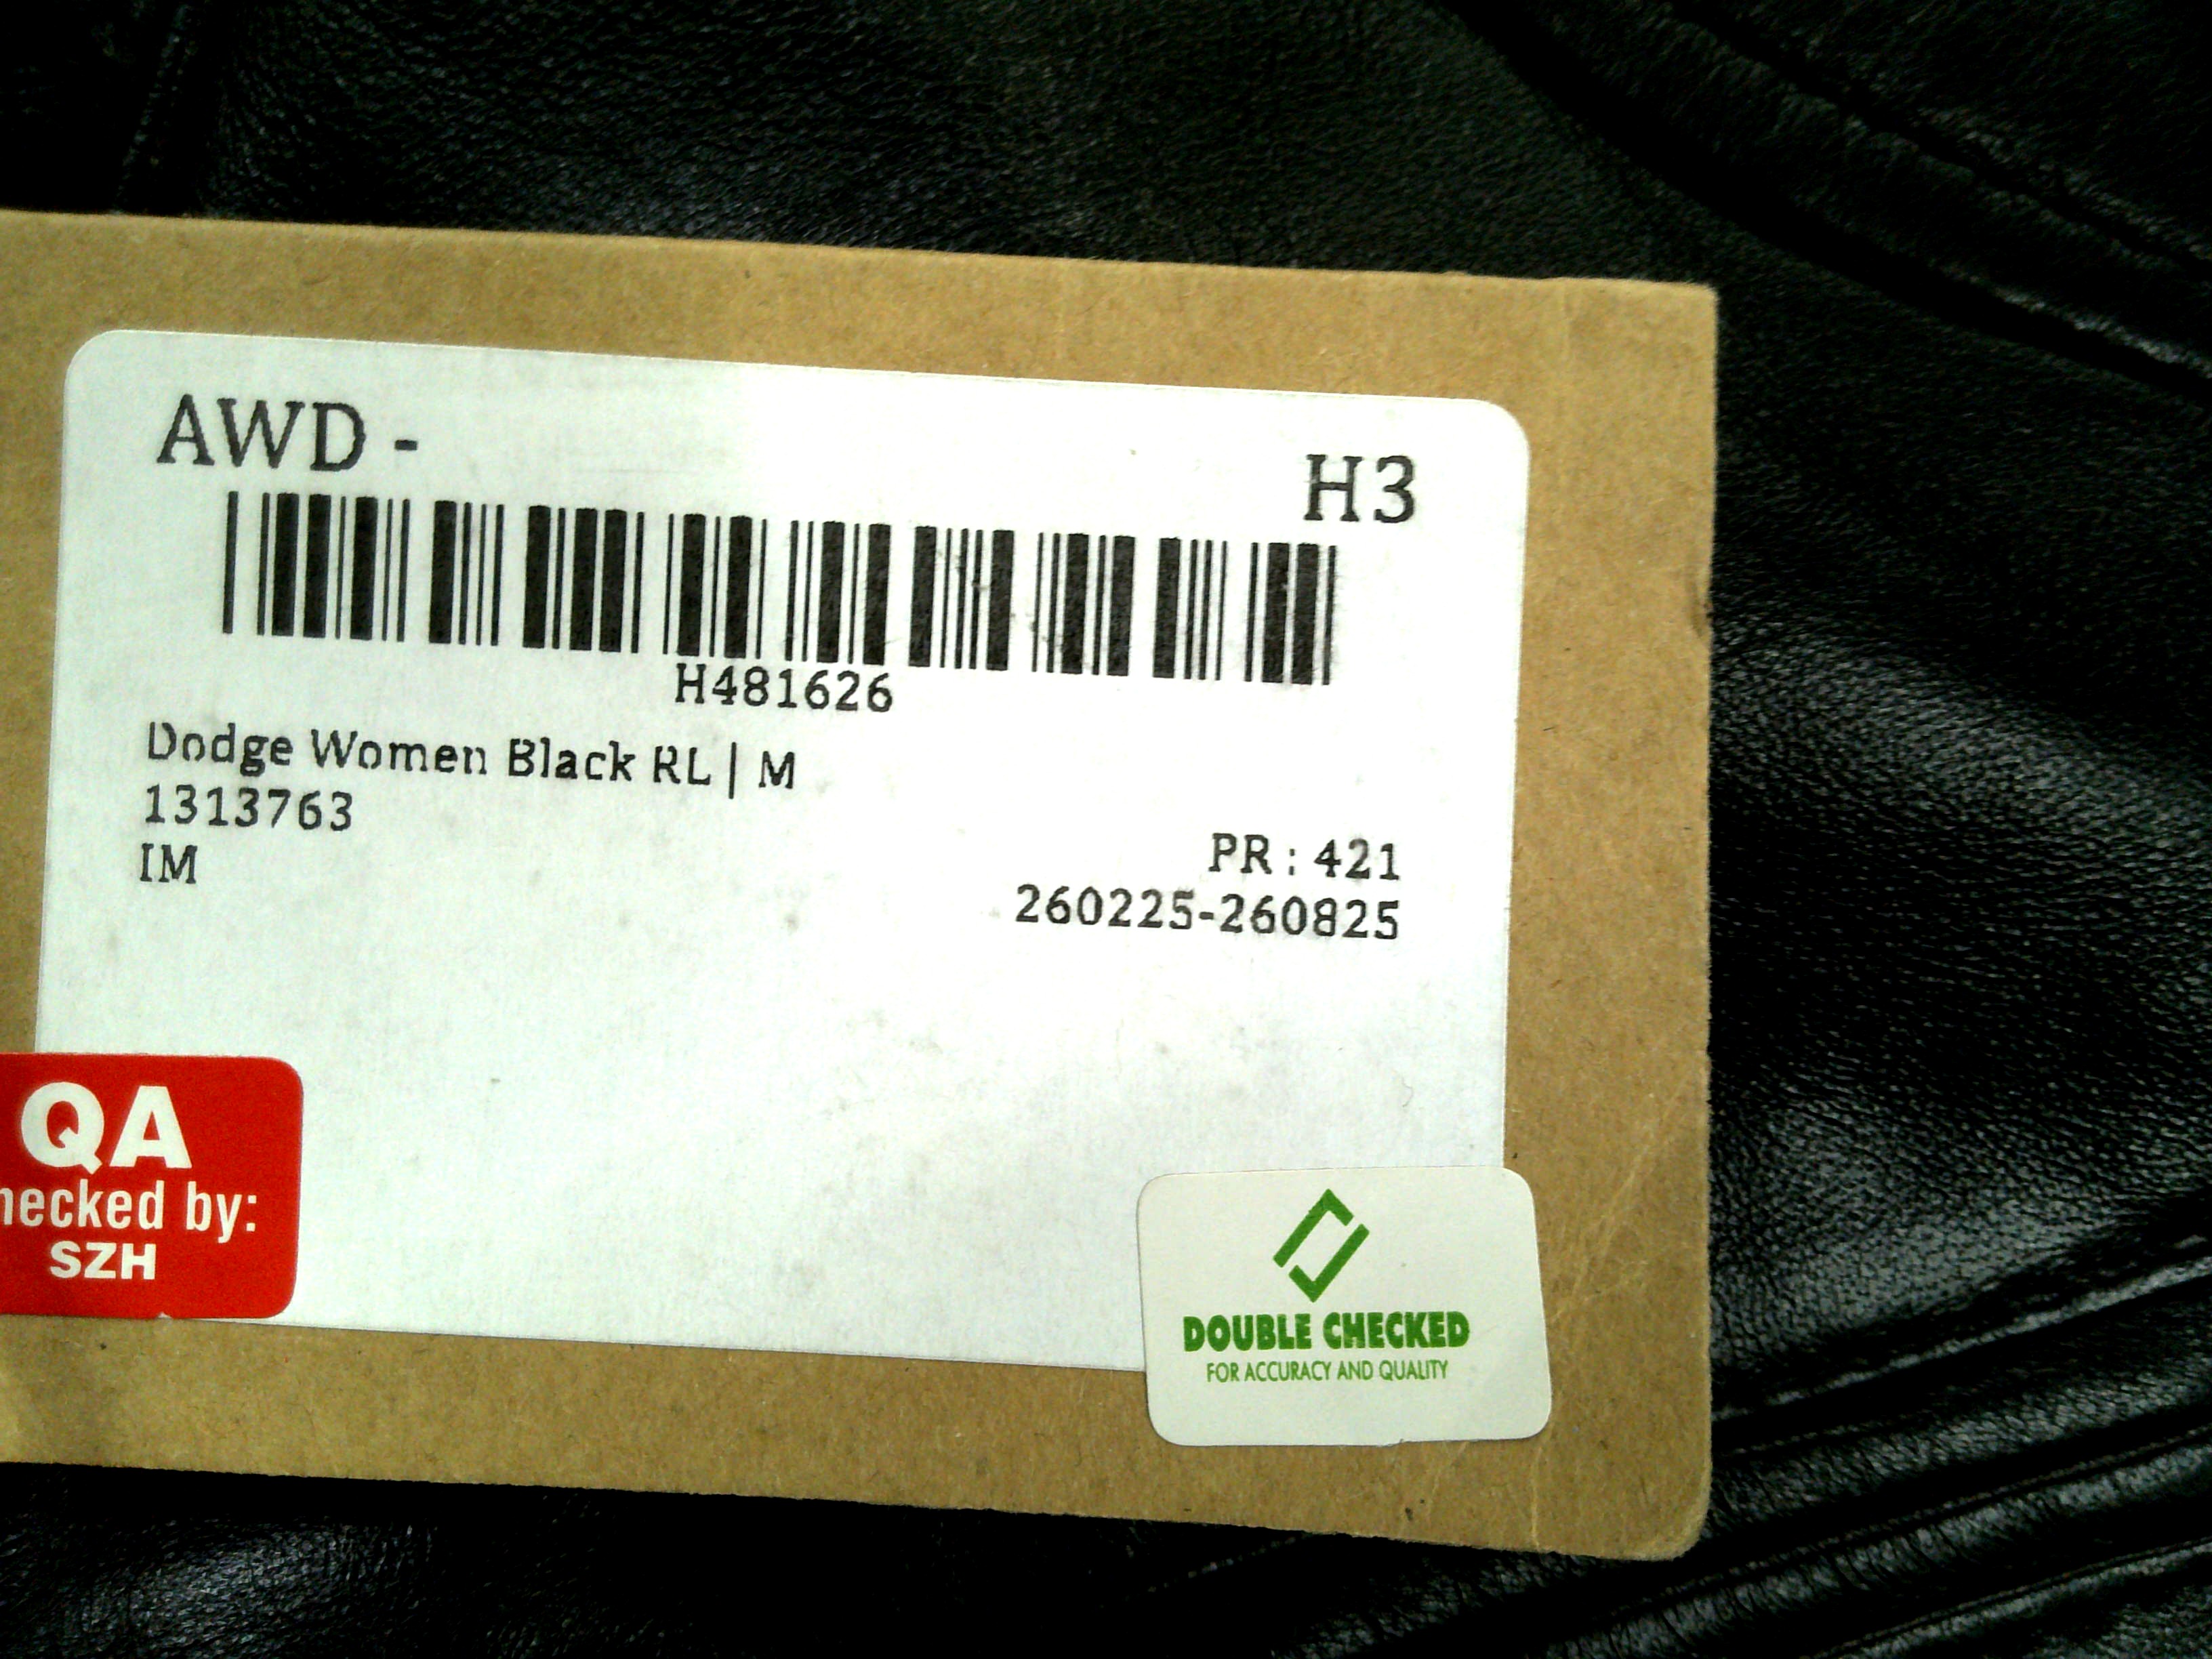 AWD - H3
H481626
Dodge Women Black RL | M
1313763
IM
PR : 421
260225-260825
QA
hecked by:
SZH
DOUBLE CHECKED
FOR ACCURACY AND QUALITY